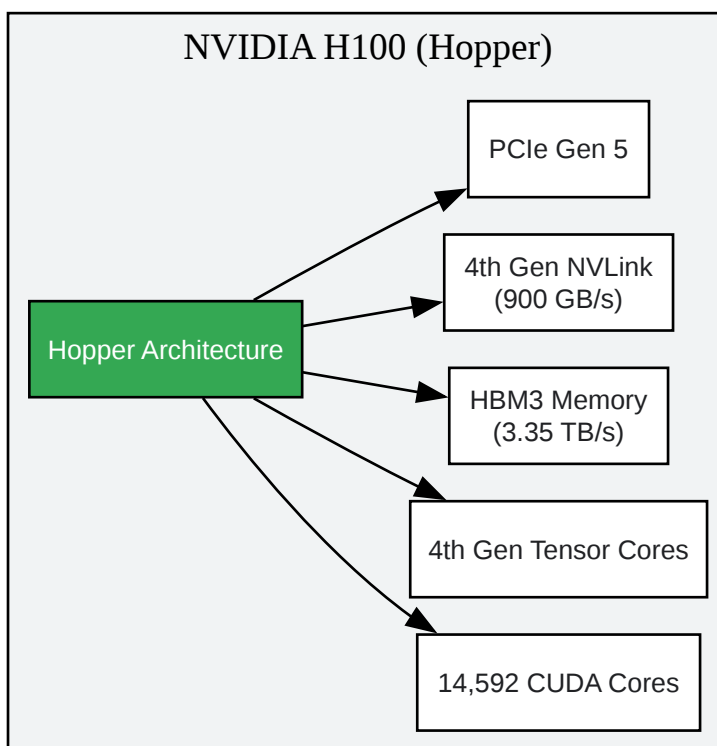 NVIDIA H100 (Hopper)
PCIe Gen 5
4th Gen NVLink
(900 GB/s)
Hopper Architecture
HBM3 Memory
(3.35 TB/s)
4th Gen Tensor Cores
14,592 CUDA Cores